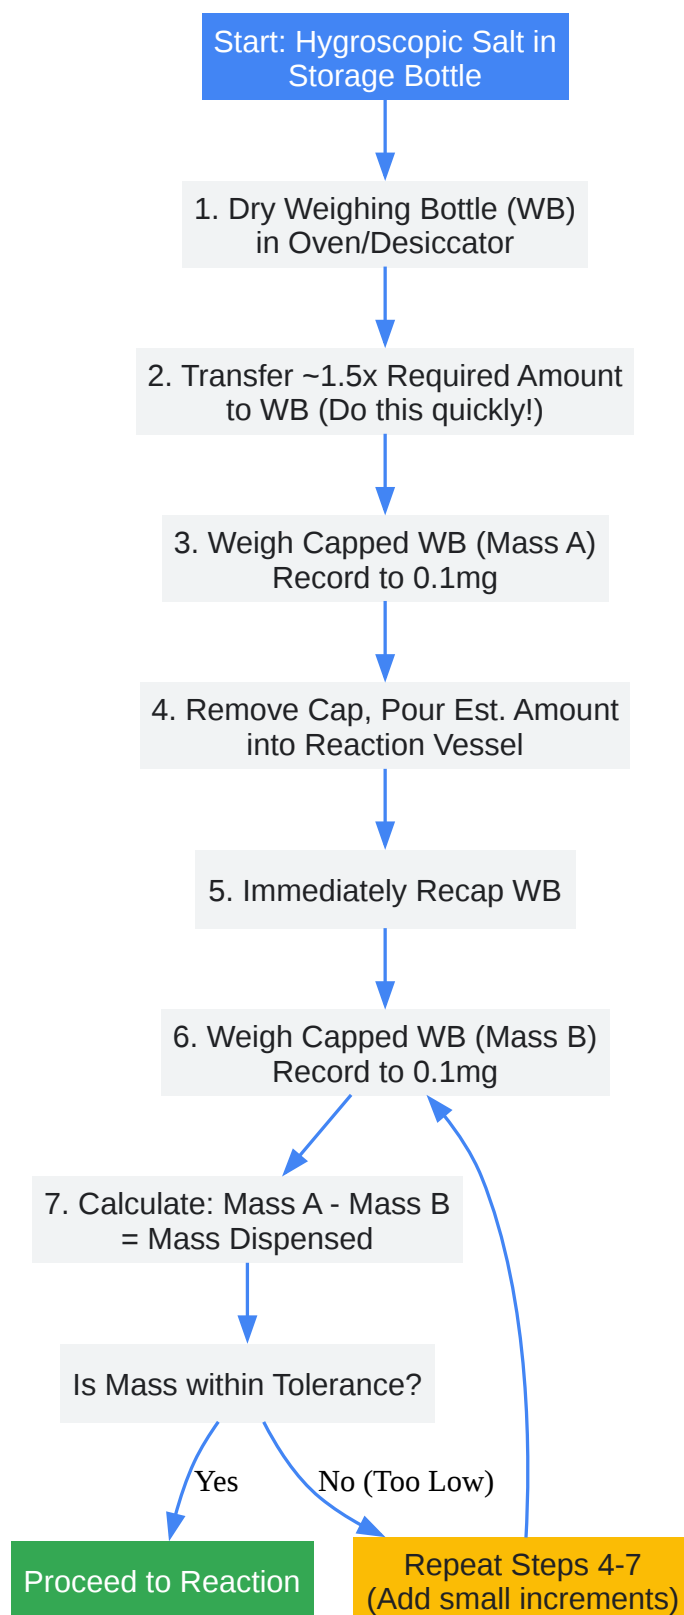 Start: Hygroscopic Salt in
Storage Bottle
1. Dry Weighing Bottle (WB)
in Oven/Desiccator
2. Transfer ~1.5x Required Amount
to WB (Do this quickly!)
3. Weigh Capped WB (Mass A)
Record to 0.1mg
4. Remove Cap, Pour Est. Amount
into Reaction Vessel
5. Immediately Recap WB
6. Weigh Capped WB (Mass B)
Record to 0.1mg
7. Calculate: Mass A - Mass B
= Mass Dispensed
Is Mass within Tolerance?
Yes
No (Too Low)
Proceed to Reaction
Repeat Steps 4-7
(Add small increments)